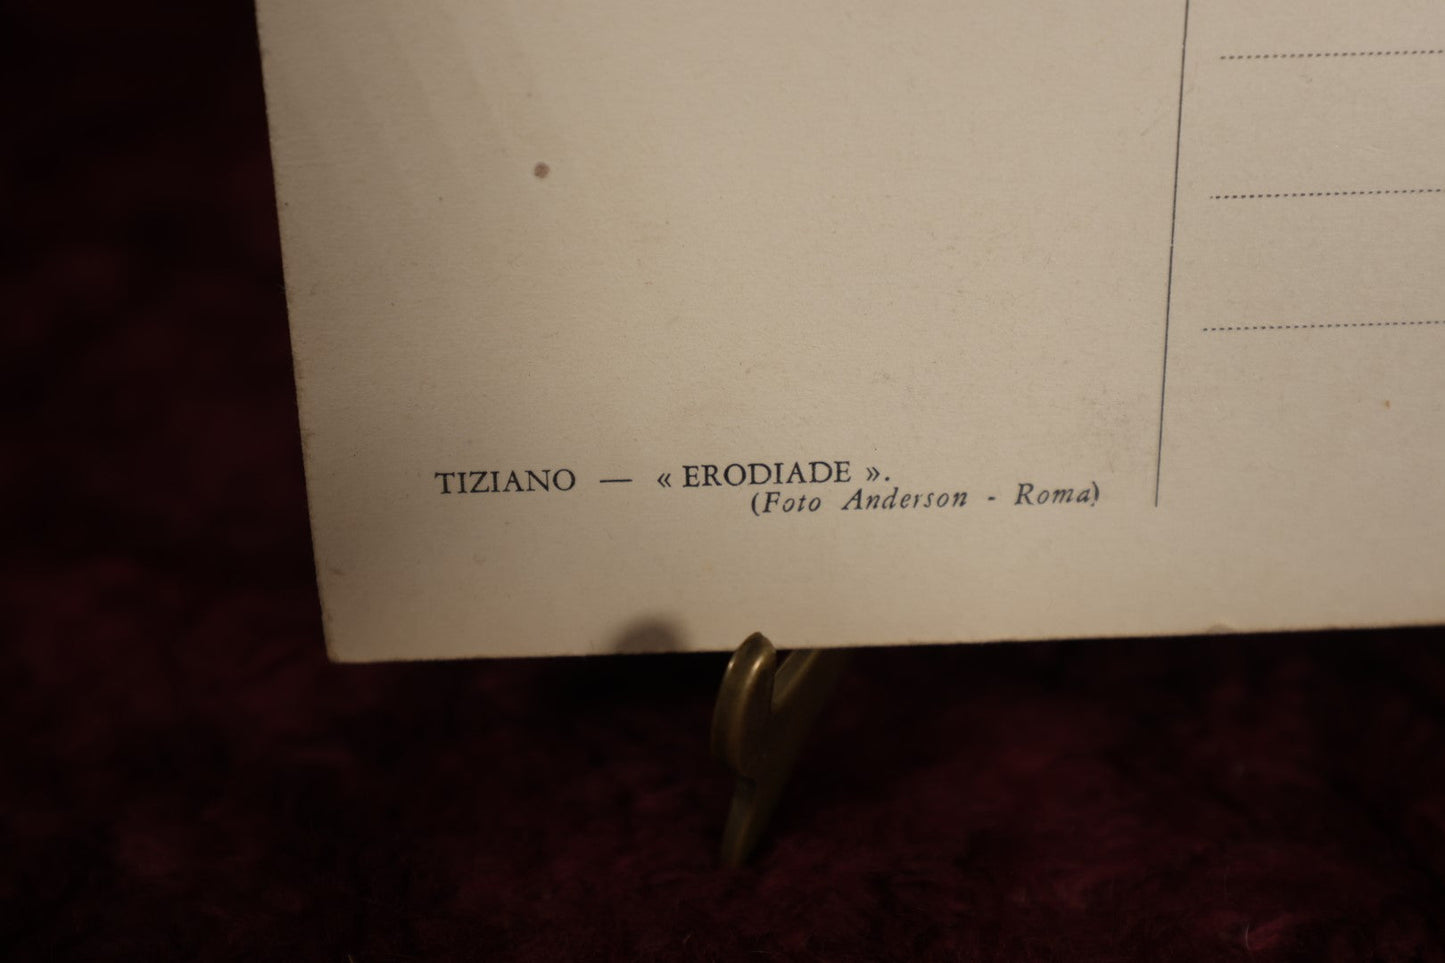 TIZIANO — « ERODIADE ».
(Foto Anderson - Roma)